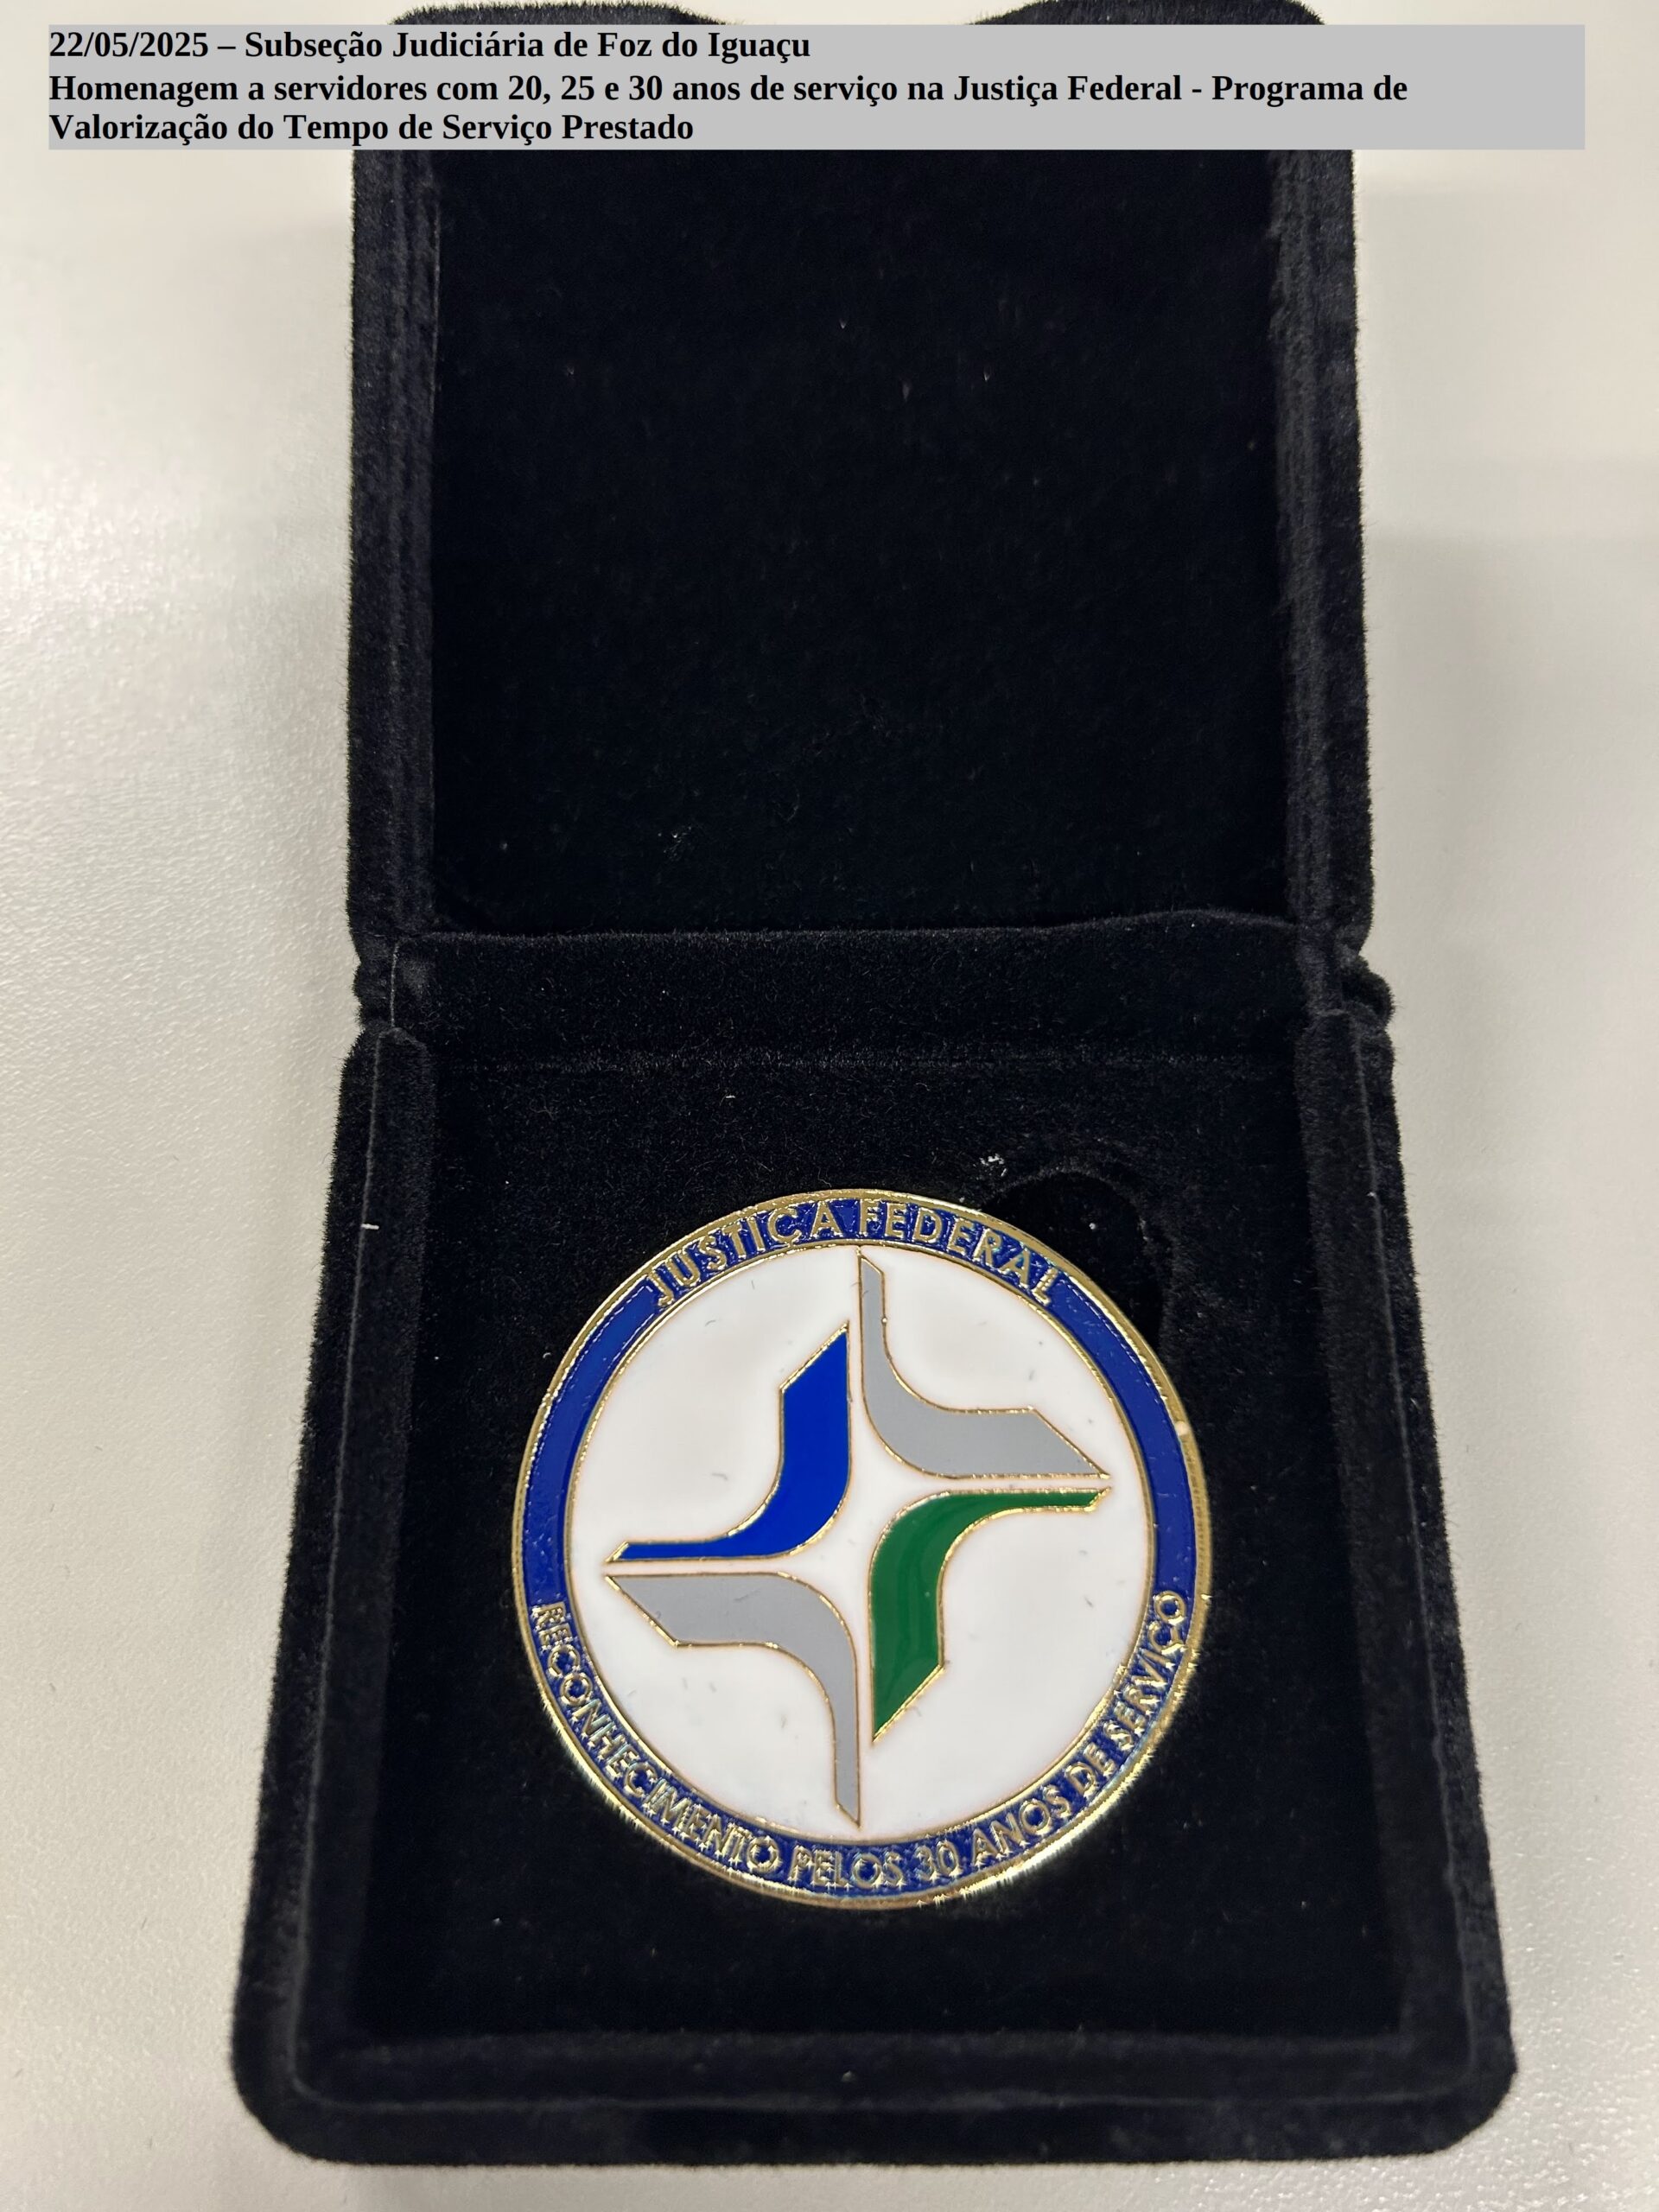 22/05/2025 – Subseção Judiciária de Foz do Iguaçu
Homenagem a servidores com 20, 25 e 30 anos de serviço na Justiça Federal - Programa de
Valorização do Tempo de Serviço Prestado
JUSTIÇA FEDERAL
RECONHECIMENTO PELOS 30 ANOS DE SERVIÇO